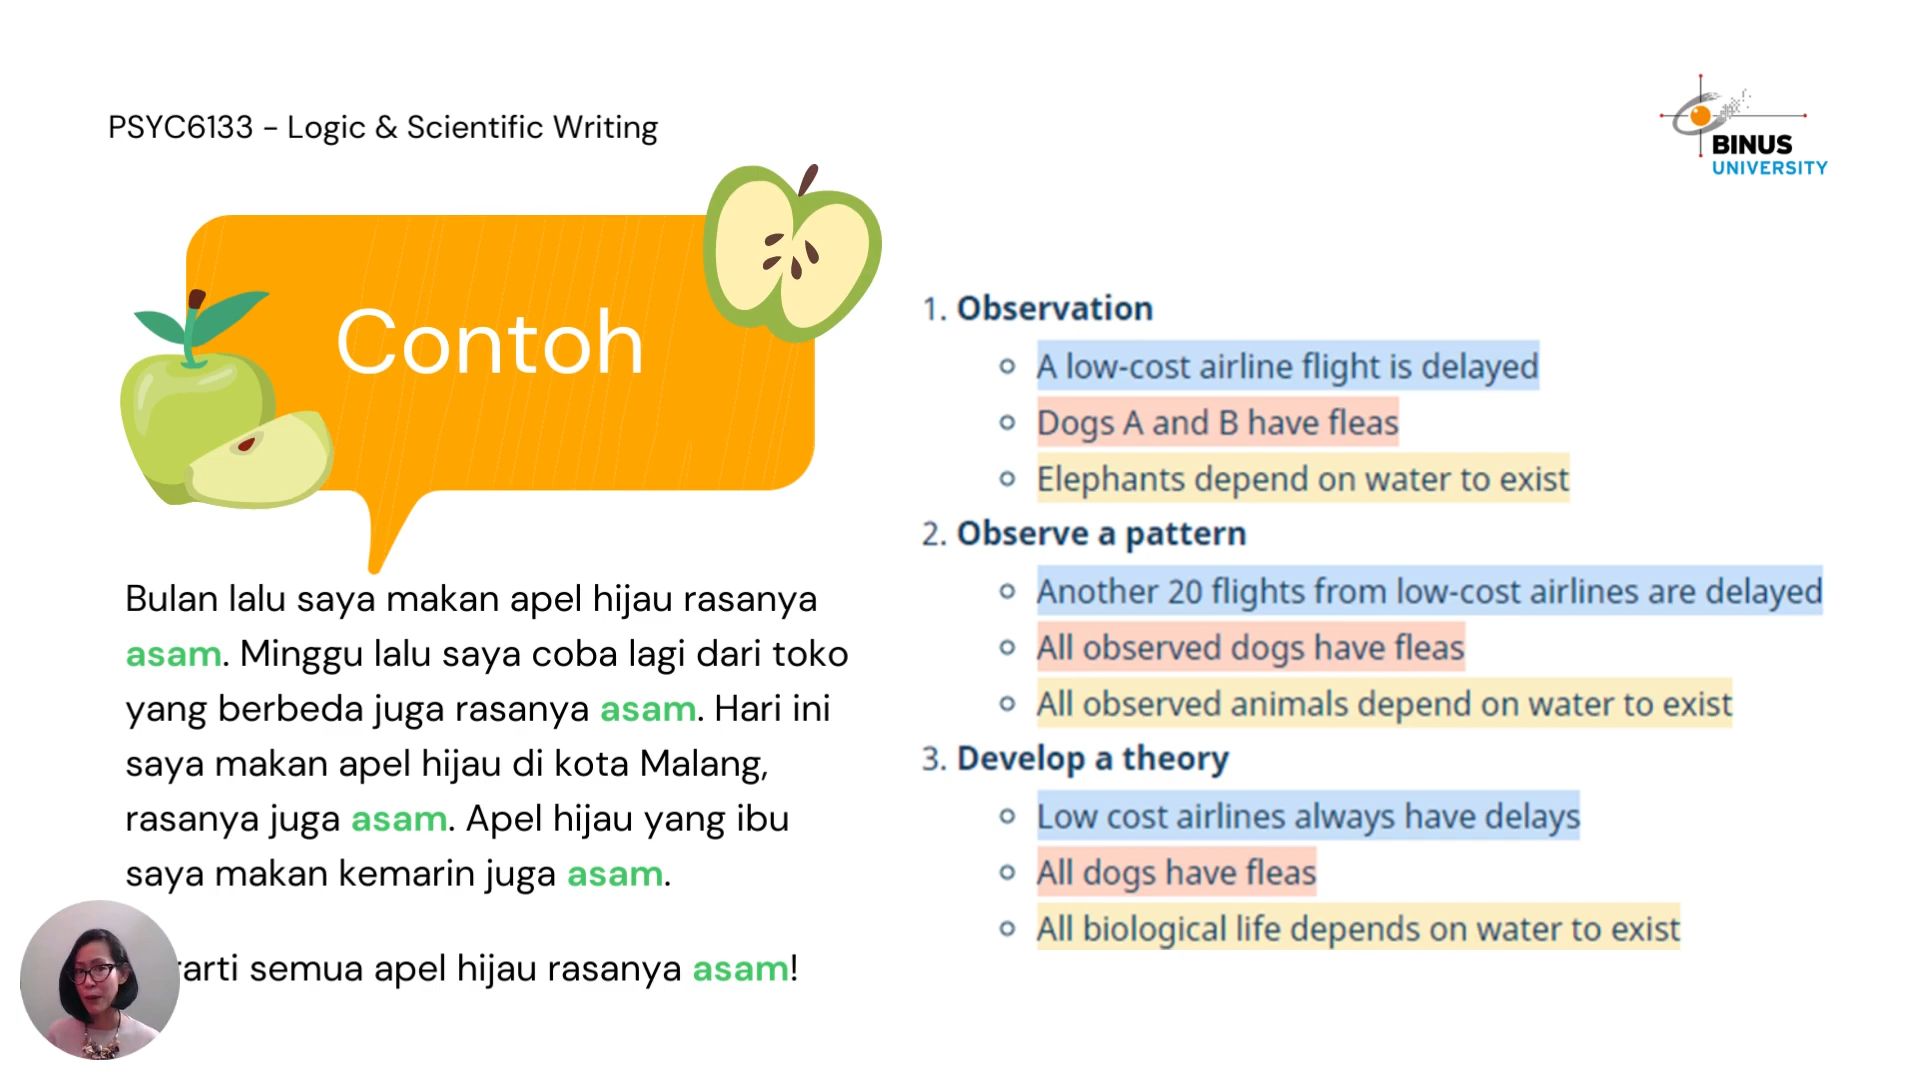 PSYC6133 - Logic & Scientific Writing
BINUS
UNIVERSITY
Contoh
Bulan lalu saya makan apel hijau rasanya
asam. Minggu lalu saya coba lagi dari toko
yang berbeda juga rasanya asam. Hari ini
saya makan apel hijau di kota Malang,
rasanya juga asam. Apel hijau yang ibu
saya makan kemarin juga asam.
semua apel hijau rasanya asam!
1. Observation
A low-cost airline flight is delayed
Dogs A and B have fleas
Elephants depend on water to exist
2. Observe a pattern
Another 20 flights from low-cost airlines are delayed
All observed dogs have fleas
All observed animals depend on water to exist
3. Develop a theory
Low cost airlines always have delays
All dogs have fleas
All biological life depends on water to exist